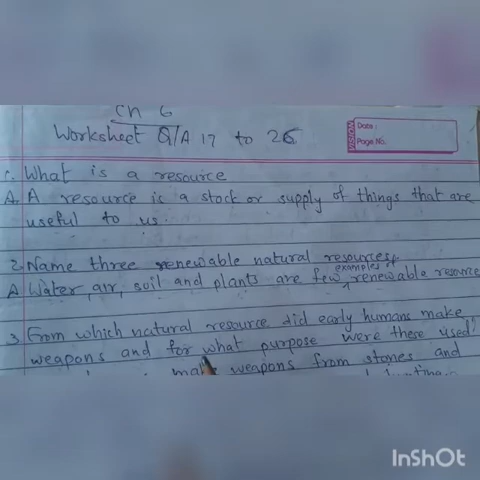 Ch 6
Worksheet Q/A 17 to 26
VISION
Date :
Page No.
1. What is a resource
A. A resource is a stock or supply of things that are
useful to us.
2. Name three renewable natural resources.
A Water, air, soil and plants are few examples of renewable resource
3. From which natural resource did early humans make
weapons and for what purpose were these used?
make weapons from stones and
InShOt